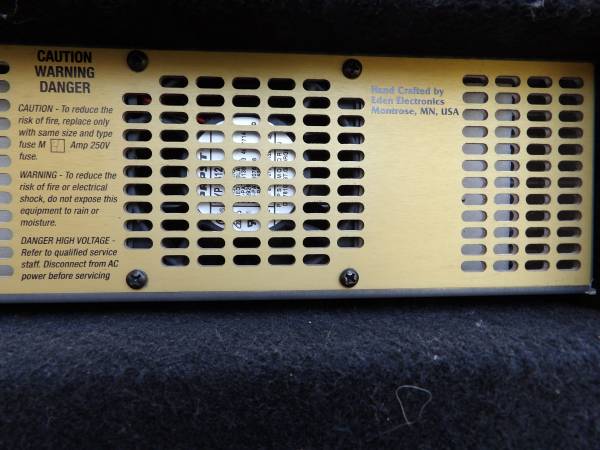 CAUTION
WARNING
DANGER
CAUTION - To reduce the
risk of fire, replace only
with same size and type
fuse M Amp 250V
fuse.
WARNING - To reduce the
risk of fire or electrical
shock, do not expose this
equipment to rain or
moisture.
DANGER HIGH VOLTAGE -
Refer to qualified service
staff. Disconnect from AC
power before servicing
Hand Crafted by
Eden Electronics
Montrose, MN, USA